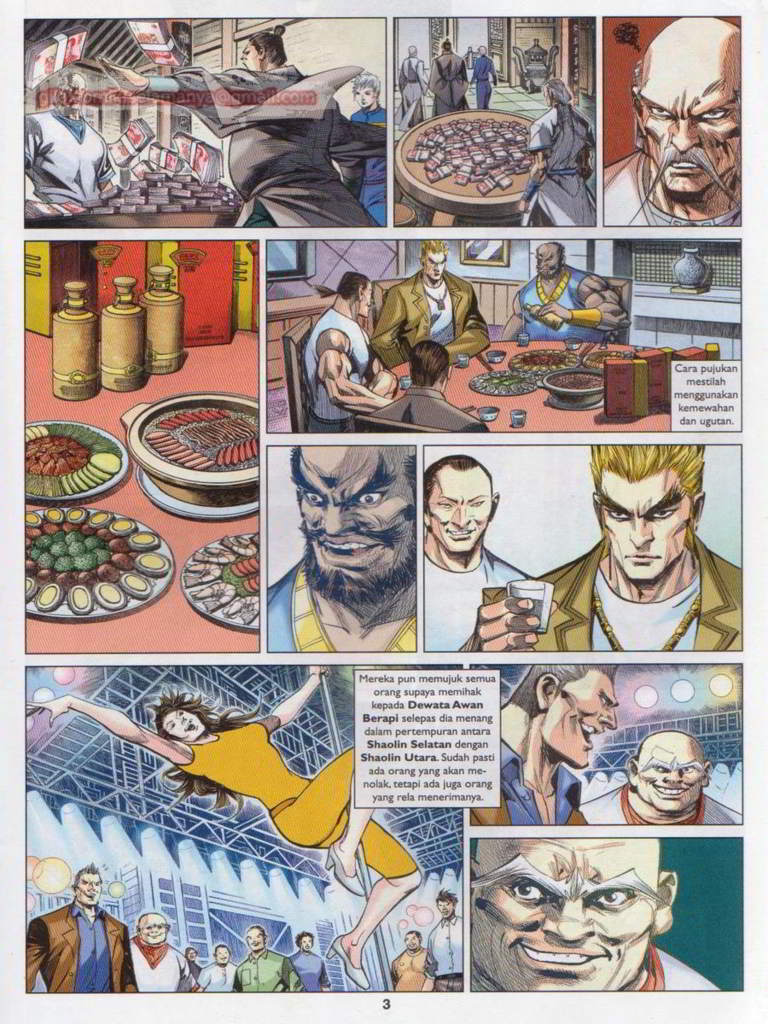 Cara pujukan
mestilah
menggunakan
kemewahan
dan ugutan.
Mereka pun memujuk semua
orang supaya memihak
kepada Dewata Awan
Berapi selepas dia menang
dalam pertempuran antara
Shaolin Selatan dengan
Shaolin Utara. Sudah pasti
ada orang yang akan me-
nolak, tetapi ada juga orang
yang rela menerimanya.
3